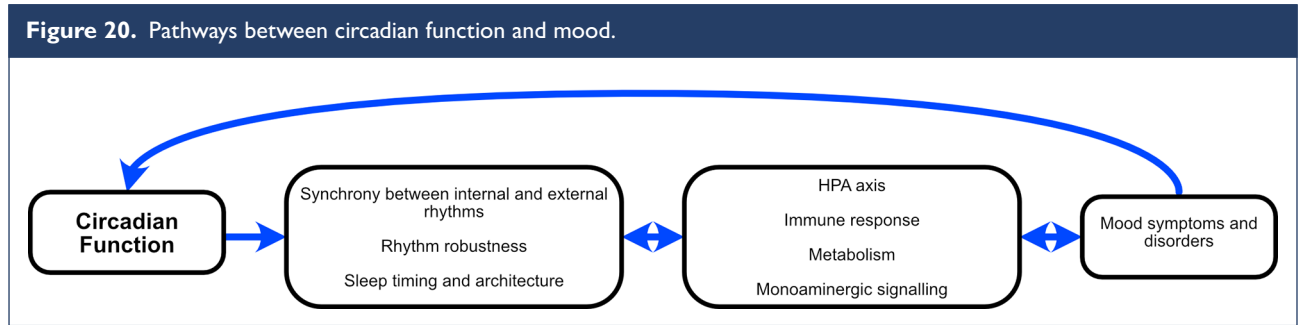 Figure 20. Pathways between circadian function and mood.
Circadian
Function
Synchrony between internal and external
rhythms
Rhythm robustness
Sleep timing and architecture
HPA axis
Immune response
Metabolism
Monoaminergic signalling
Mood symptoms and
disorders